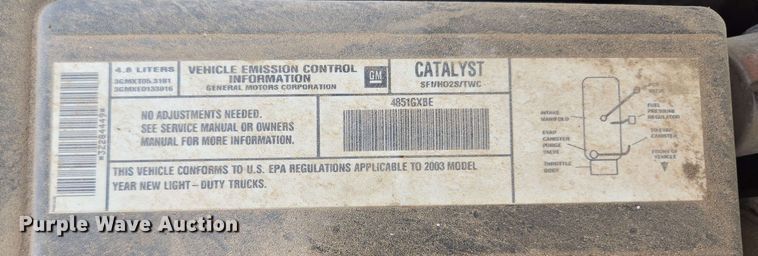 4.8 LITERS
3GMXT05.3181
3GMXE0133016
VEHICLE EMISSION CONTROL
INFORMATION
GENERAL MOTORS CORPORATION
GM
CATALYST
SFI/HO2S/TWC
*32284449*
NO ADJUSTMENTS NEEDED.
SEE SERVICE MANUAL OR OWNERS
MANUAL FOR MORE INFORMATION.
4851GXBE
THIS VEHICLE CONFORMS TO U.S. EPA REGULATIONS APPLICABLE TO 2003 MODEL
YEAR NEW LIGHT-DUTY TRUCKS.
VALVE
FUEL
PRESSURE
REGULATOR
INTAKE
MANIFOLD
EVAP
CANISTER
PURGE
VALVE
TO EVAP
CANISTER
THROTTLE
BODY
FRONT OF
VEHICLE
Purple Wave Auction